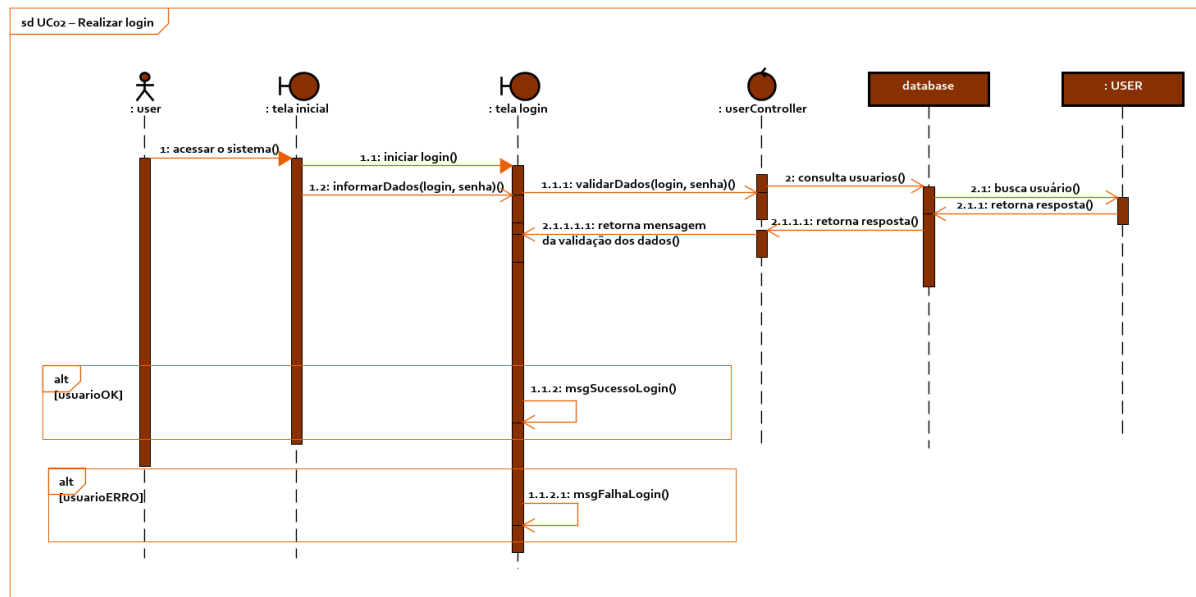 sd UC02 – Realizar login
: user
: tela inicial
: tela login
: userController
database
: USER
1: acessar o sistema()
1.1: iniciar login()
1.2: informarDados(login, senha)()
1.1.1: validarDados(login, senha)()
2: consulta usuarios()
2.1: busca usuário()
2.1.1: retorna resposta()
2.1.1.1: retorna resposta()
2.1.1.1.1: retorna mensagem
da validação dos dados()
alt
[usuarioOK]
1.1.2: msgSucessoLogin()
alt
[usuarioERRO]
1.1.2.1: msgFalhaLogin()